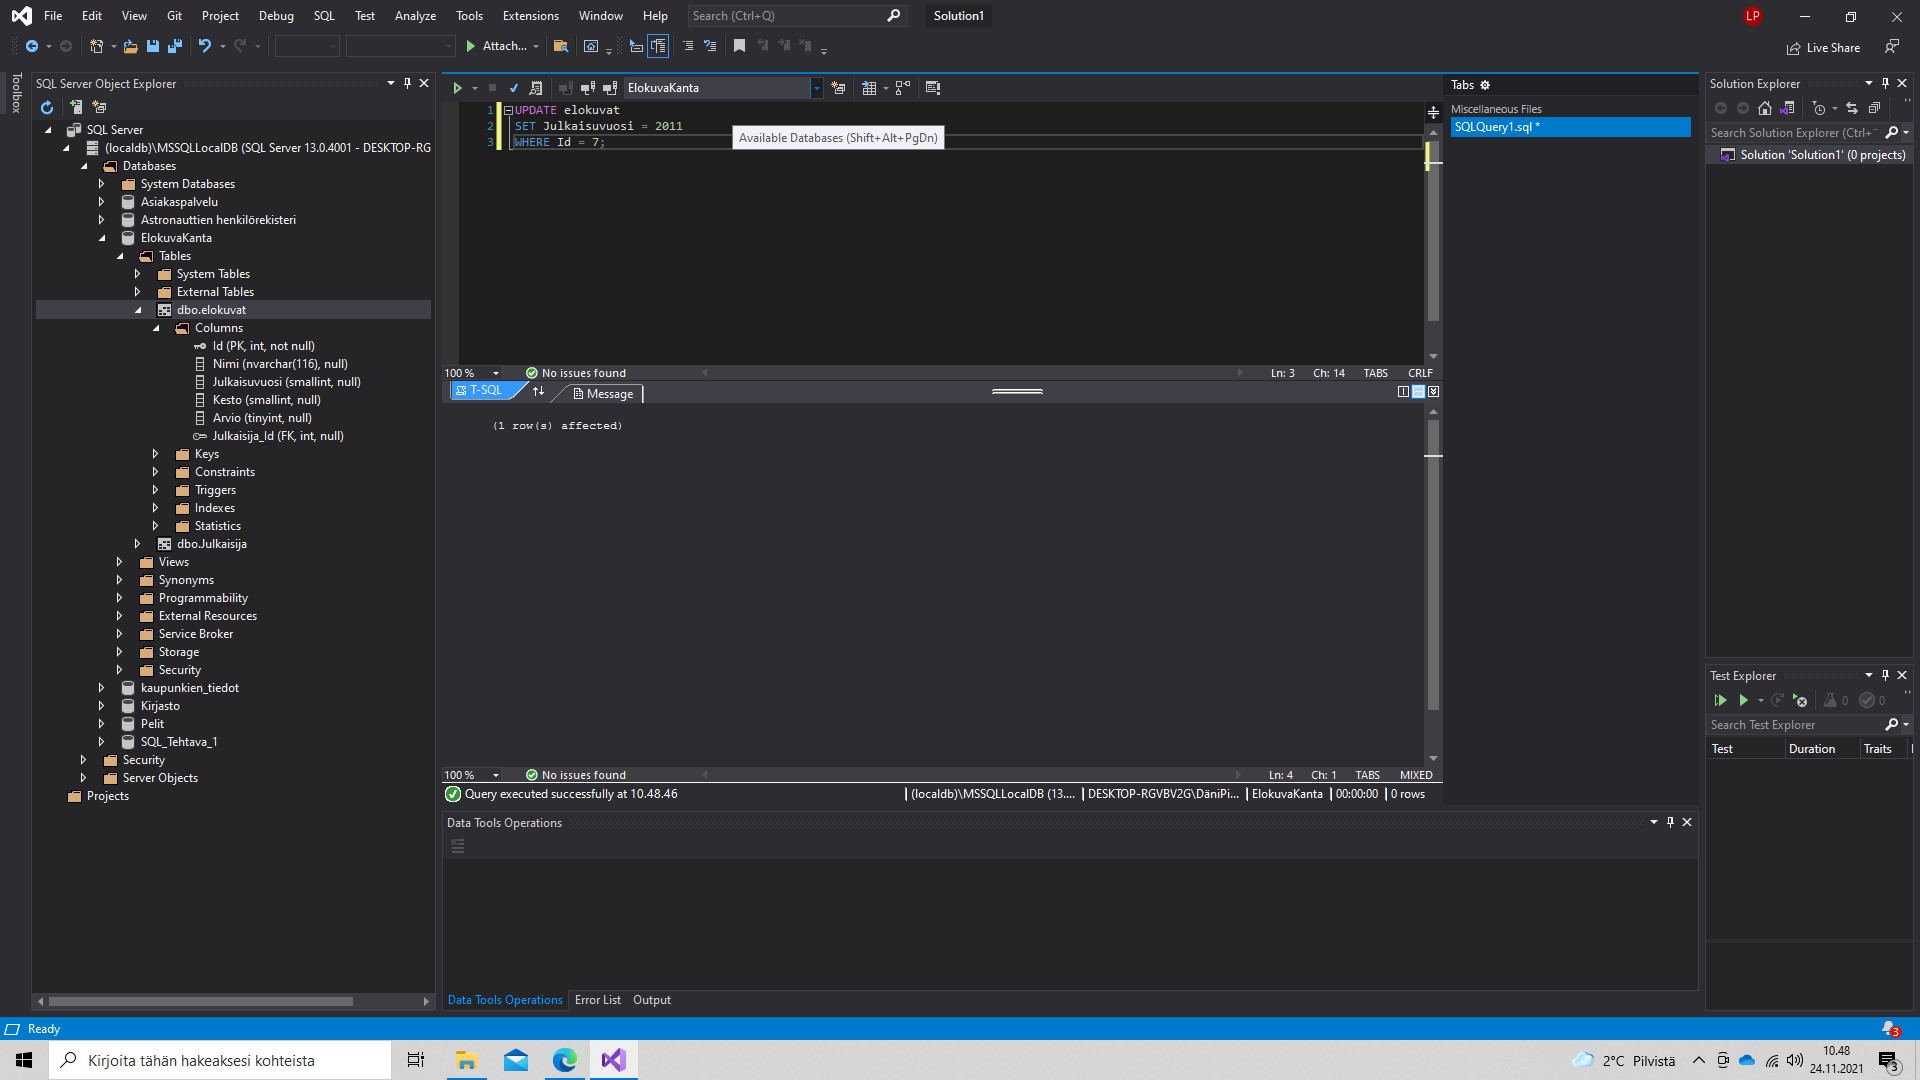 File Edit View Git Project Debug SQL Test Analyze Tools Extensions Window Help Search (Ctrl+Q) Solution1 LP
Attach... Live Share
Toolbox
SQL Server Object Explorer
SQL Server
(localdb)\MSSQLLocalDB (SQL Server 13.0.4001 - DESKTOP-RG
Databases
System Databases
Asiakaspalvelu
Astronauttien henkilörekisteri
ElokuvaKanta
Tables
System Tables
External Tables
dbo.elokuvat
Columns
Id (PK, int, not null)
Nimi (nvarchar(116), null)
Julkaisuvuosi (smallint, null)
Kesto (smallint, null)
Arvio (tinyint, null)
Julkaisija_Id (FK, int, null)
Keys
Constraints
Triggers
Indexes
Statistics
dbo.Julkaisija
Views
Synonyms
Programmability
External Resources
Service Broker
Storage
Security
kaupunkien_tiedot
Kirjasto
Pelit
SQL_Tehtava_1
Security
Server Objects
Projects
ElokuvaKanta
1 UPDATE elokuvat
2 SET Julkaisuvuosi = 2011
3 WHERE Id = 7;
Available Databases (Shift+Alt+PgDn)
100 % No issues found Ln: 3 Ch: 14 TABS CRLF
T-SQL Message
(1 row(s) affected)
100 % No issues found Ln: 4 Ch: 1 TABS MIXED
Query executed successfully at 10.48.46 (localdb)\MSSQLLocalDB (13.... DESKTOP-RGVBV2G\DäniPi... ElokuvaKanta 00:00:00 0 rows
Data Tools Operations
Data Tools Operations Error List Output
Tabs
Miscellaneous Files
SQLQuery1.sql *
Solution Explorer
Search Solution Explorer (Ctrl+
Solution 'Solution1' (0 projects)
Test Explorer
0 0
Search Test Explorer
Test Duration Traits
Ready 3
Kirjoita tähän hakeaksesi kohteista 2°C Pilvistä 10.48
24.11.2021 3